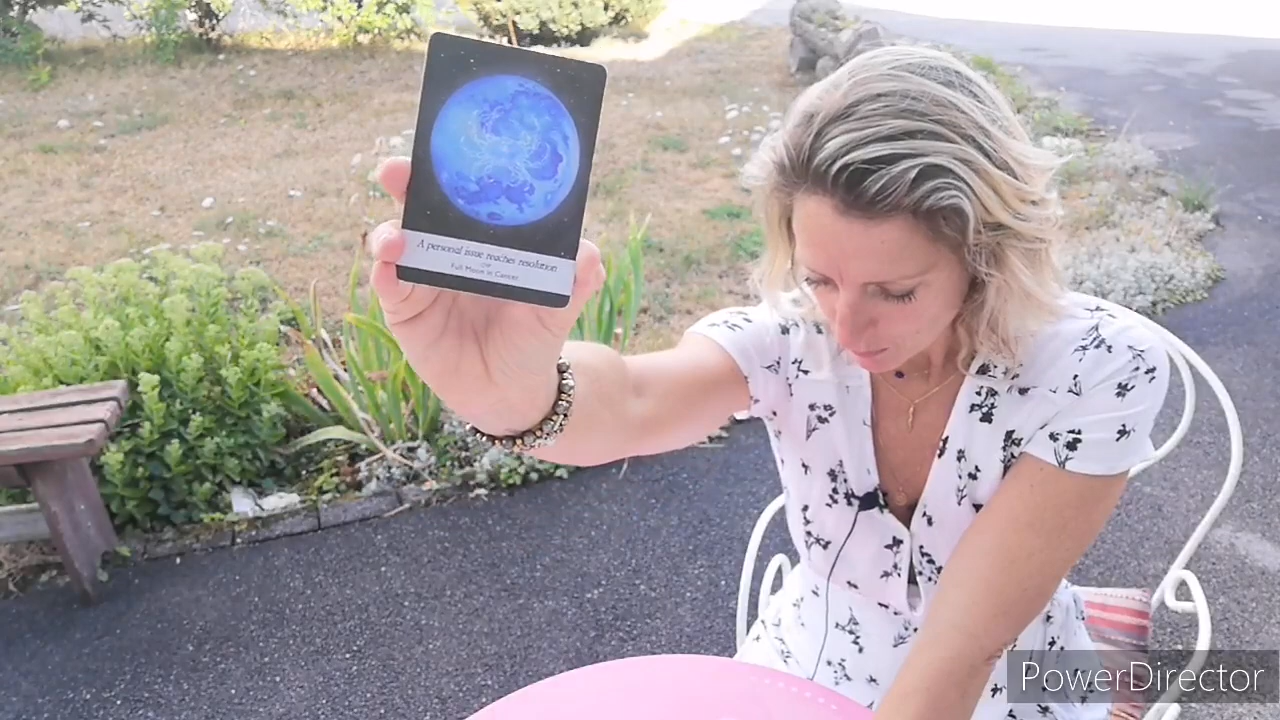 A personal issue reaches resolution
Full Moon in Cancer
PowerDirector